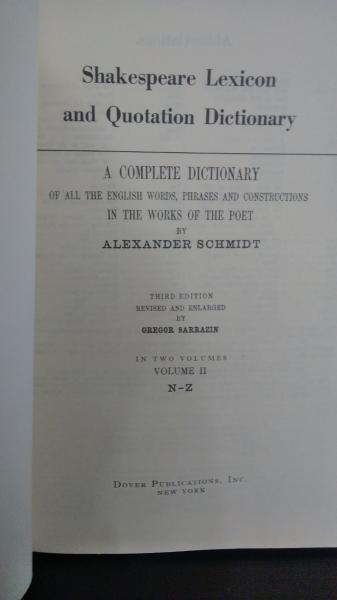 Shakespeare Lexicon
and Quotation Dictionary
A COMPLETE DICTIONARY
OF ALL THE ENGLISH WORDS, PHRASES AND CONSTRUCTIONS
IN THE WORKS OF THE POET
BY
ALEXANDER SCHMIDT
THIRD EDITION
REVISED AND ENLARGED
BY
GREGOR SARRAZIN
IN TWO VOLUMES
VOLUME II
N-Z
DOVER PUBLICATIONS, INC.
NEW YORK